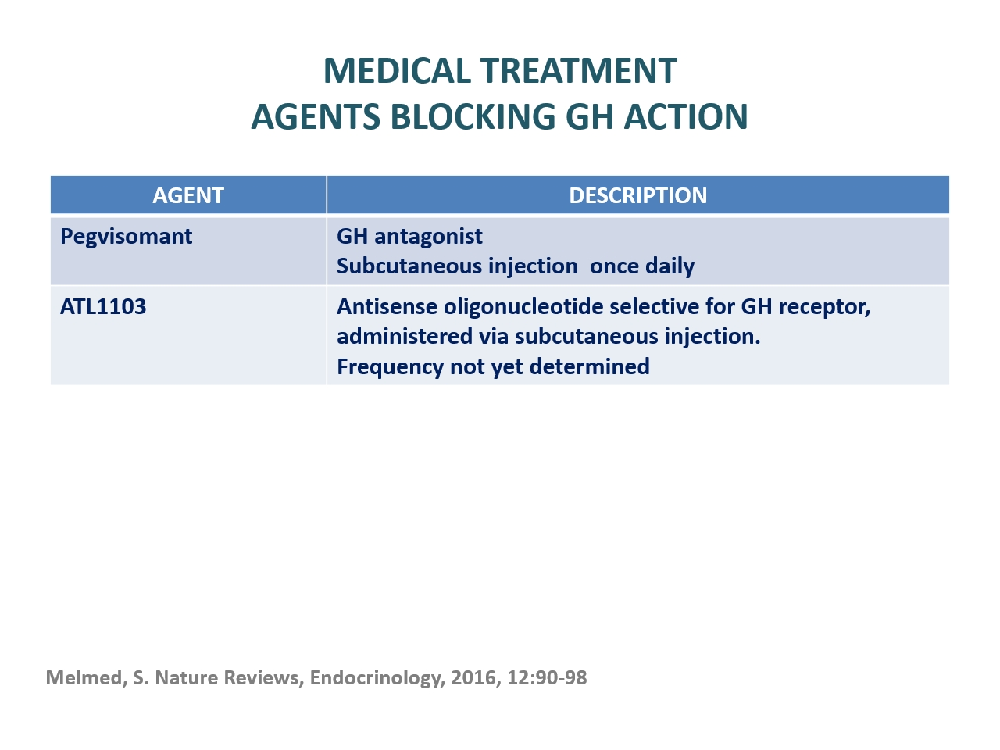 MEDICAL TREATMENT
AGENTS BLOCKING GH ACTION
AGENT
DESCRIPTION
Pegvisomant
GH antagonist
Subcutaneous injection  once daily
ATL1103
Antisense oligonucleotide selective for GH receptor,
administered via subcutaneous injection.
Frequency not yet determined
Melmed, S. Nature Reviews, Endocrinology, 2016, 12:90-98